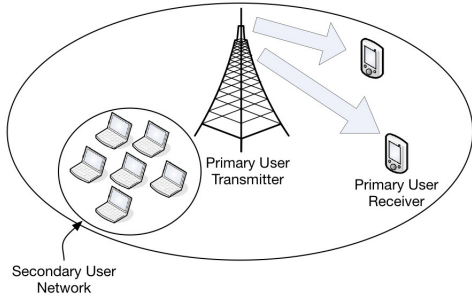 Primary User
Transmitter
Primary User
Receiver
Secondary User
Network